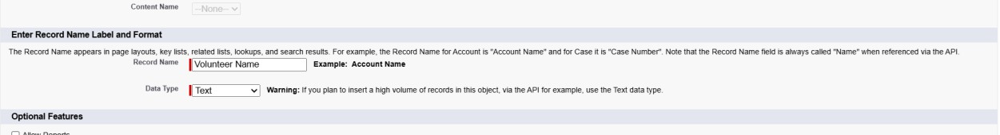 Content Name --None--
Enter Record Name Label and Format
The Record Name appears in page layouts, key lists, related lists, lookups, and search results. For example, the Record Name for Account is "Account Name" and for Case it is "Case Number". Note that the Record Name field is always called "Name" when referenced via the API.
Record Name Volunteer Name Example: Account Name
Data Type Text Warning: If you plan to insert a high volume of records in this object, via the API for example, use the Text data type.
Optional Features
Allow Reports